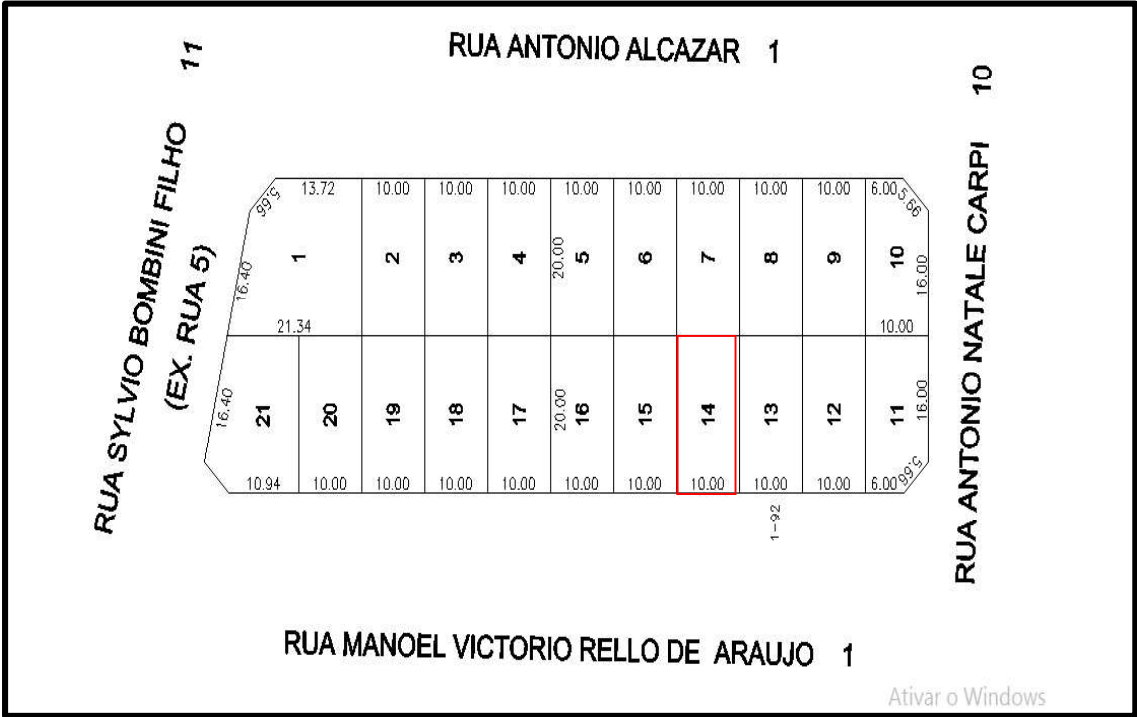 RUA ANTONIO ALCAZAR 1
RUA SYLVIO BOMBINI FILHO 11
(EX. RUA 5)
RUA ANTONIO NATALE CARPI 10
5.66 13.72 10.00 10.00 10.00 10.00 10.00 10.00 10.00 10.00 6.00 5.66
16.40 1 2 3 4 20.00 5 6 7 8 9 10 16.00
21.34 10.00
16.40 21 20 19 18 17 20.00 16 15 14 13 12 11 16.00
10.94 10.00 10.00 10.00 10.00 10.00 10.00 10.00 10.00 10.00 6.00 5.66
1-92
RUA MANOEL VICTORIO RELLO DE ARAUJO 1
Ativar o Windows